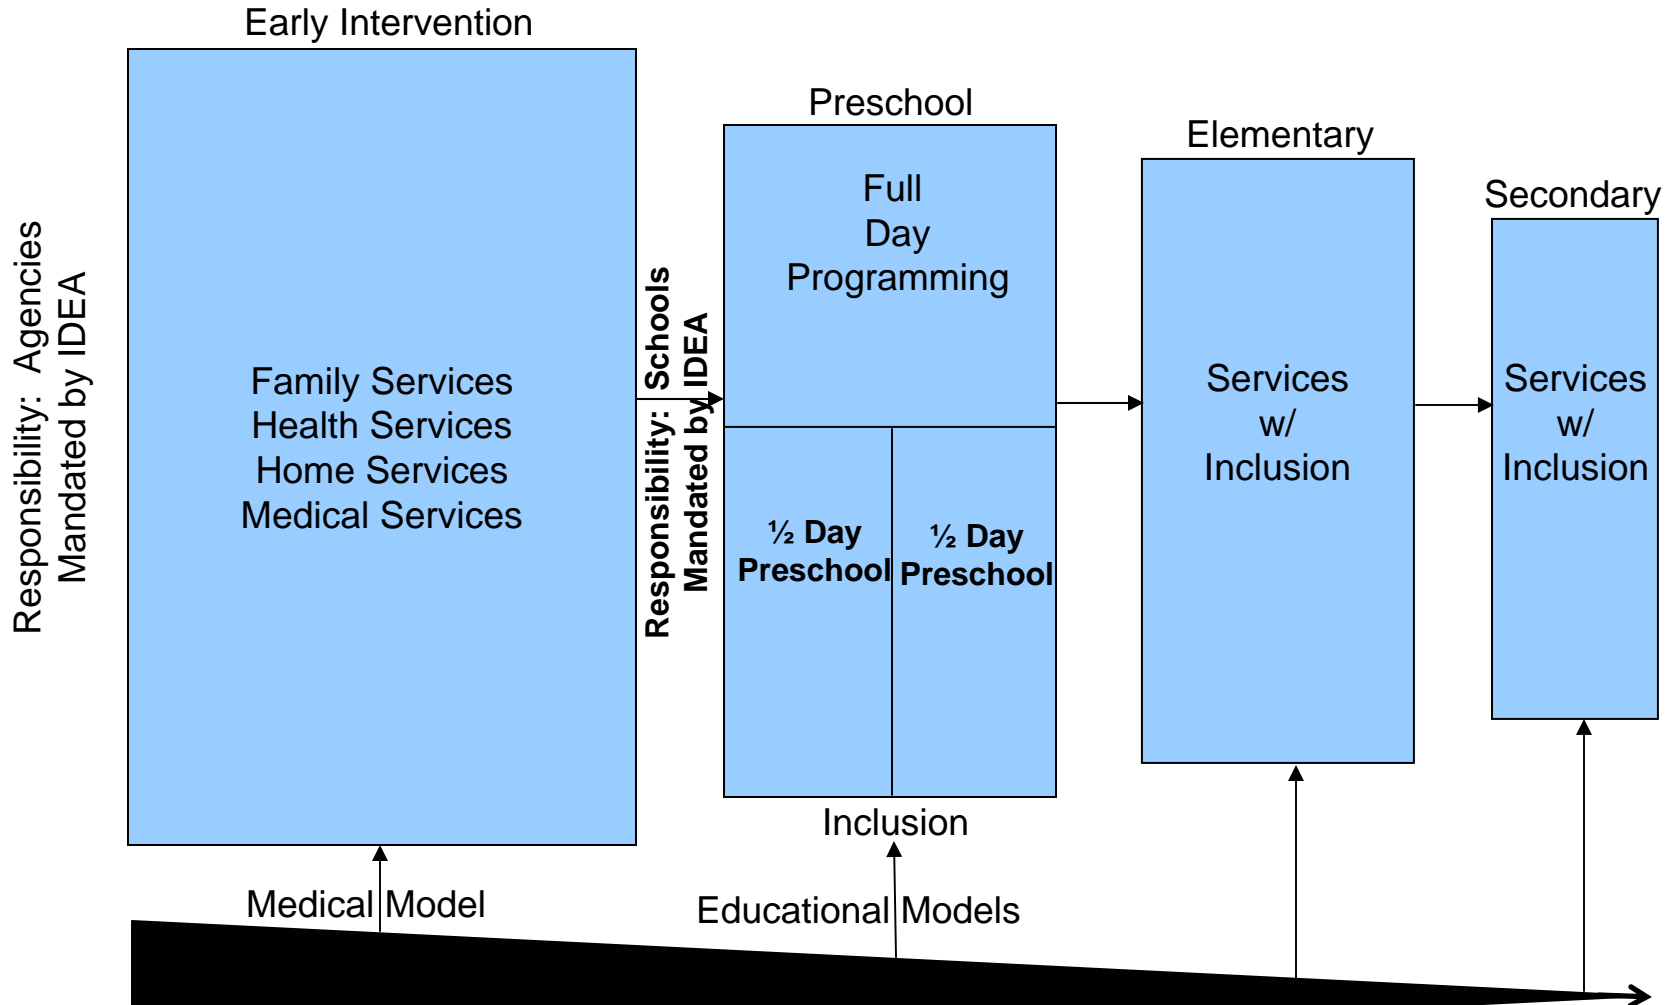 Early Intervention
Responsibility: Agencies
Mandated by IDEA
Family Services
Health Services
Home Services
Medical Services
Responsibility: Schools
Mandated by IDEA
Preschool
Full
Day
Programming
½ Day
Preschool
½ Day
Preschool
Inclusion
Elementary
Services
w/
Inclusion
Secondary
Services
w/
Inclusion
Medical Model
Educational Models